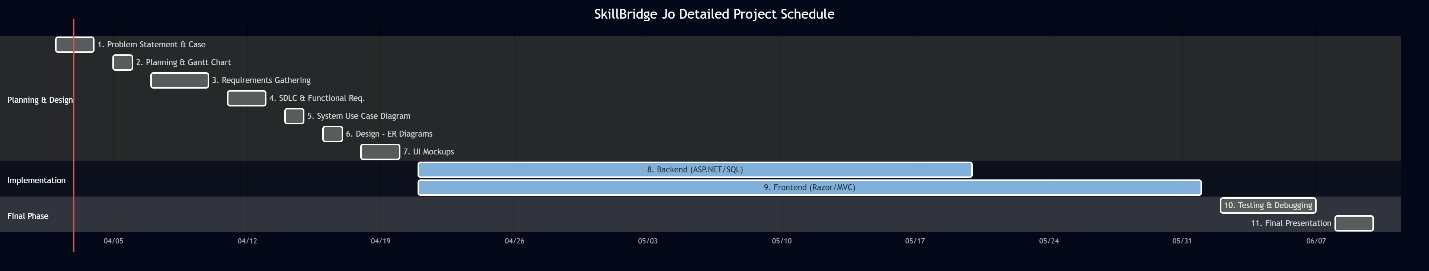 SkillBridge Jo Detailed Project Schedule
1. Problem Statement & Case
2. Planning & Gantt Chart
3. Requirements Gathering
4. SDLC & Functional Req.
Planning & Design
5. System Use Case Diagram
6. Design - ER Diagrams
7. UI Mockups
8. Backend (ASP.NET/SQL)
Implementation
9. Frontend (Razor/MVC)
10. Testing & Debugging
Final Phase
11. Final Presentation
04/05 04/12 04/19 04/26 05/03 05/10 05/17 05/24 05/31 06/07